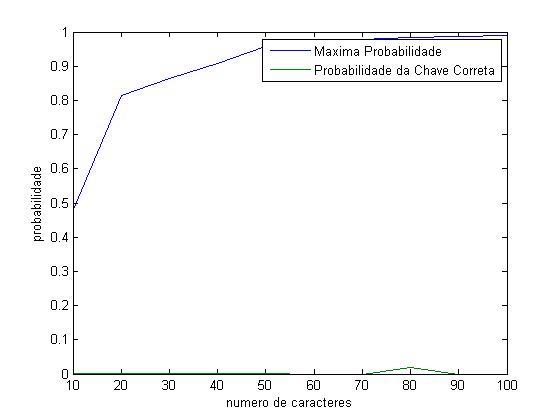 1
Maxima Probabilidade
0.9
Probabilidade da Chave Correta
0.8
0.7
0.6
probabilidade
0.5
0.4
0.3
0.2
0.1
0
10 20 30 40 50 60 70 80 90 100
numero de caracteres